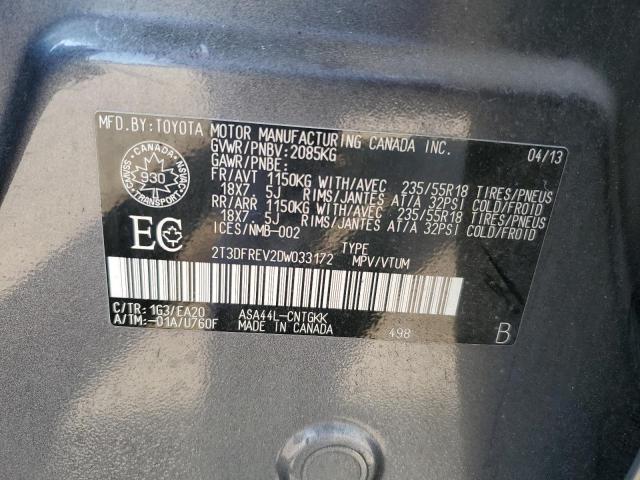 MFD.BY:TOYOTA MOTOR MANUFACTURING CANADA INC.
GVWR/PNBV:2085KG 04/13
GAWR/PNBE:
FR/AVT 1150KG WITH/AVEC 235/55R18 TIRES/PNEUS
18X7 5J RIMS/JANTES AT/A 32PSI COLD/FROID
RR/ARR 1150KG WITH/AVEC 235/55R18 TIRES/PNEUS
18X7 5J RIMS/JANTES AT/A 32PSI COLD/FROID
ICES/NMB-002
CANADA
930
TRANSPORT
EC
TYPE
2T3DFREV2DW033172 MPV/VTUM
C/TR:1G3/EA20 ASA44L-CNTGKK
A/TM:-01A/U760F MADE IN CANADA 498 B